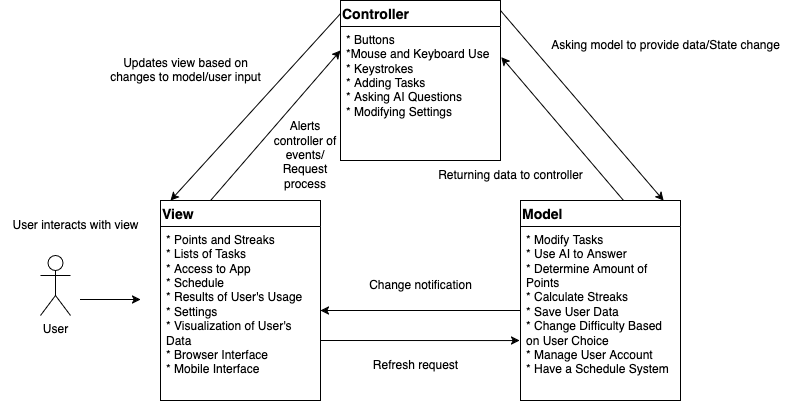 Controller
* Buttons
*Mouse and Keyboard Use
* Keystrokes
* Adding Tasks
* Asking AI Questions
* Modifying Settings
Updates view based on
changes to model/user input
Asking model to provide data/State change
Alerts
controller of
events/
Request
process
Returning data to controller
User interacts with view
User
View
* Points and Streaks
* Lists of Tasks
* Access to App
* Schedule
* Results of User's Usage
* Settings
* Visualization of User's
Data
* Browser Interface
* Mobile Interface
Change notification
Refresh request
Model
* Modify Tasks
* Use AI to Answer
* Determine Amount of
Points
* Calculate Streaks
* Save User Data
* Change Difficulty Based
on User Choice
* Manage User Account
* Have a Schedule System